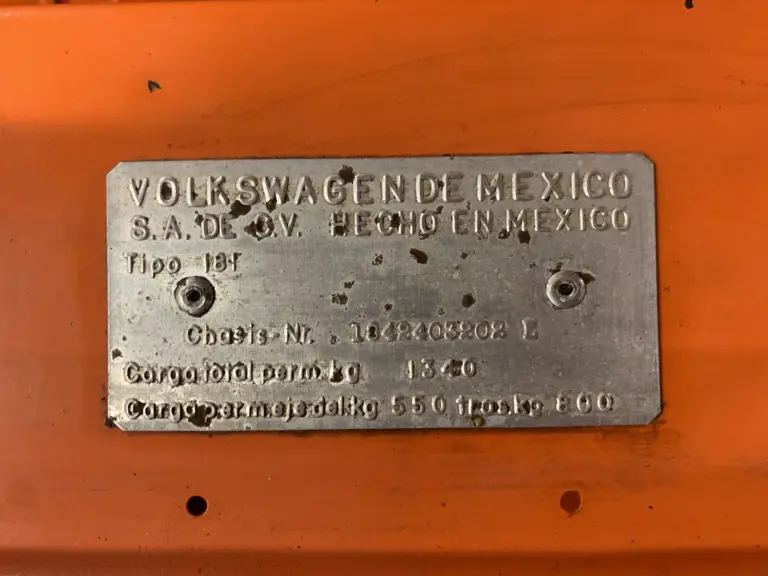 VOLKSWAGEN DE MEXICO
S.A. DE C.V. HECHO EN MEXICO
Tipo 181
Chasis-Nr. 1842403202 E
Carga total perm. kg 1340
Carga perm. eje del. kg 550 tras. kg 800